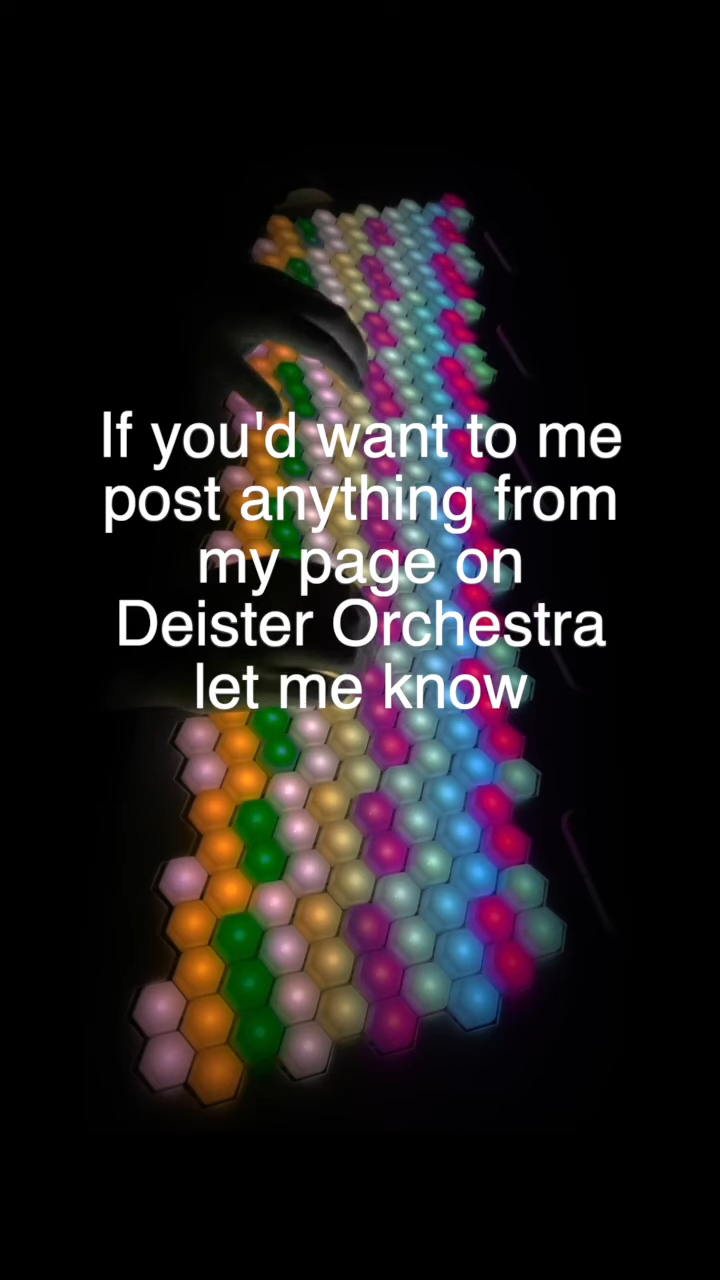 If you'd want to me
post anything from
my page on
Deister Orchestra
let me know